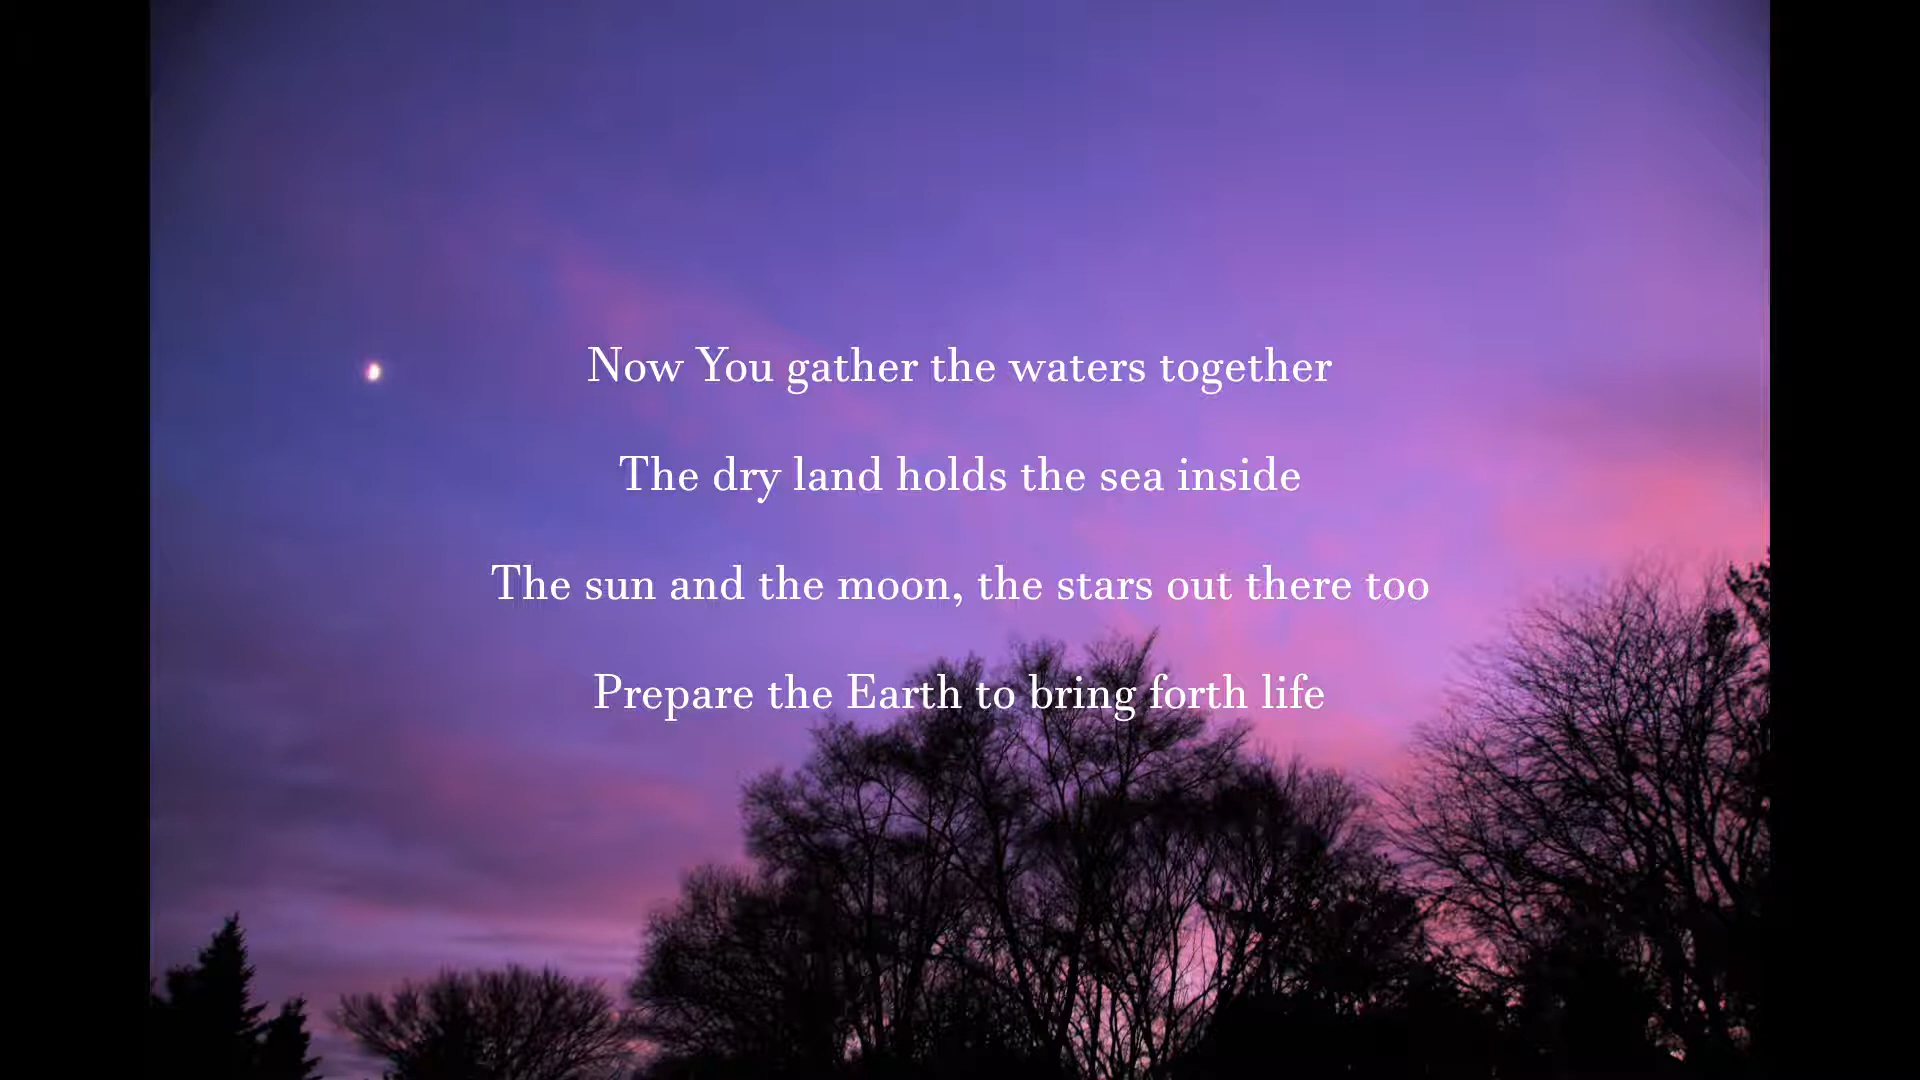 Now You gather the waters together
The dry land holds the sea inside
The sun and the moon, the stars out there too
Prepare the Earth to bring forth life